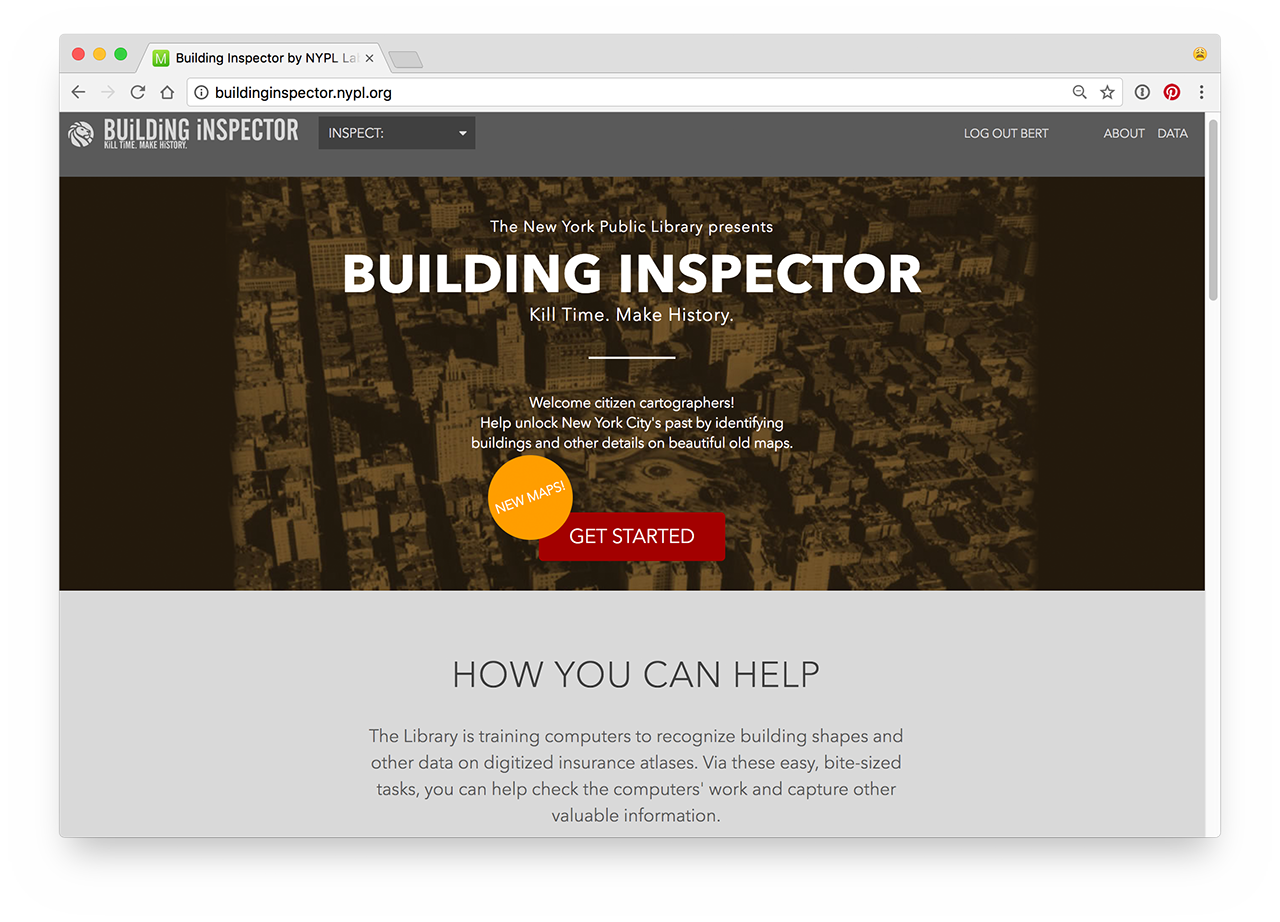 M Building Inspector by NYPL La
buildinginspector.nypl.org
BUiLDiNG iNSPECTOR
KiLL TiME. MAKE HiSTORY.
INSPECT:
LOG OUT BERT
ABOUT
DATA
The New York Public Library presents
BUILDING INSPECTOR
Kill Time. Make History.
Welcome citizen cartographers!
Help unlock New York City's past by identifying
buildings and other details on beautiful old maps.
NEW MAPS!
GET STARTED
HOW YOU CAN HELP
The Library is training computers to recognize building shapes and
other data on digitized insurance atlases. Via these easy, bite-sized
tasks, you can help check the computers' work and capture other
valuable information.